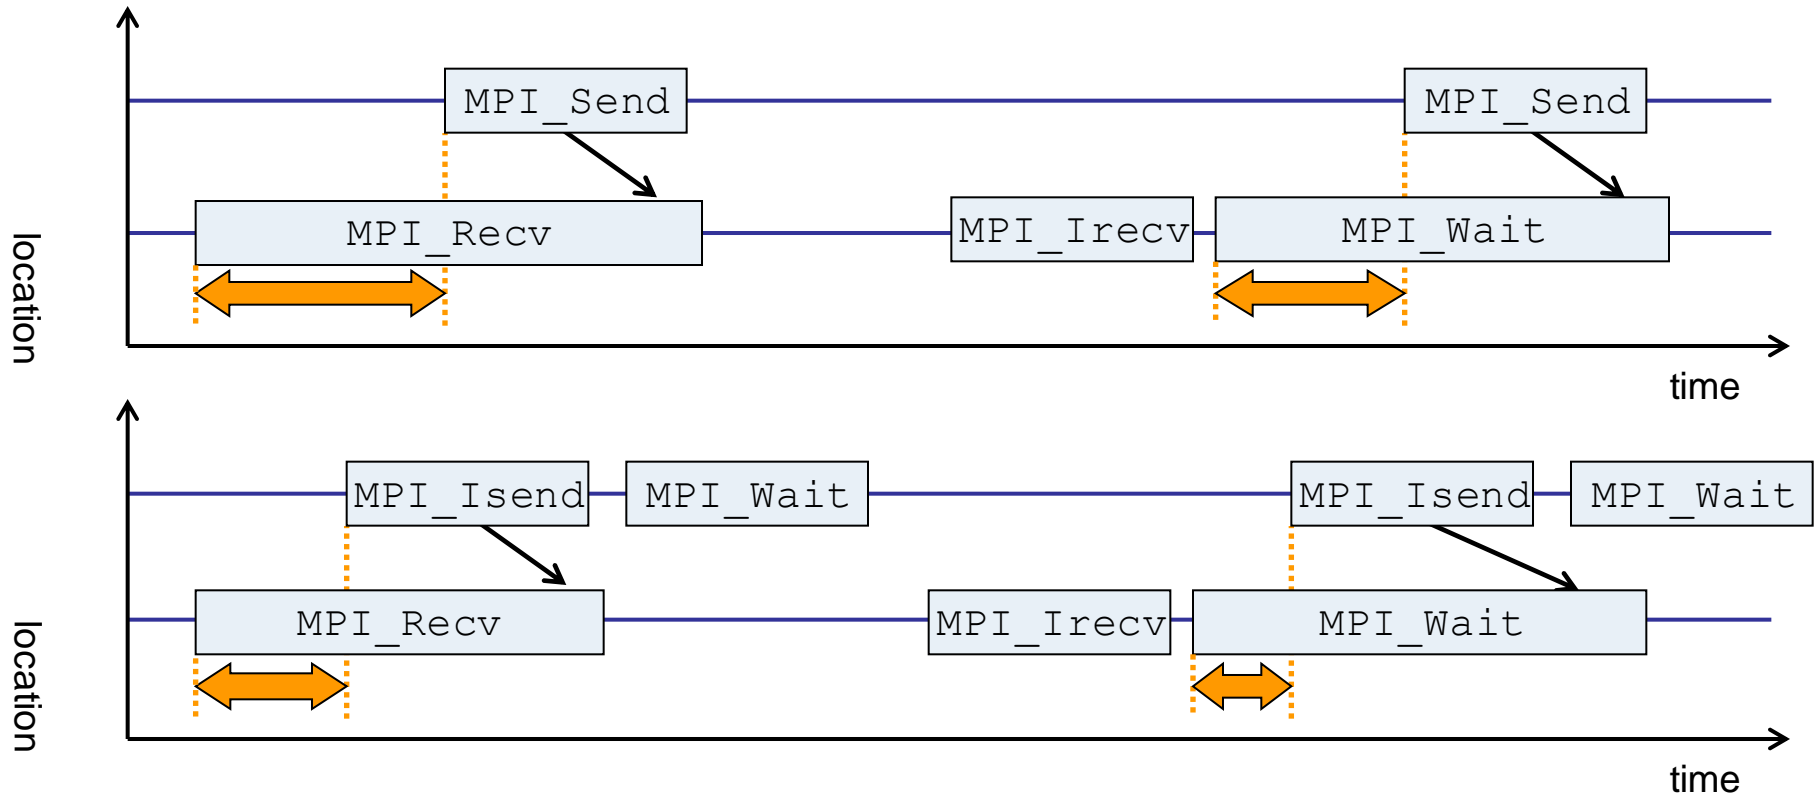 MPI_Send
MPI_Send
MPI_Recv
MPI_Irecv
MPI_Wait
location
time
MPI_Isend
MPI_Wait
MPI_Isend
MPI_Wait
MPI_Recv
MPI_Irecv
MPI_Wait
location
time